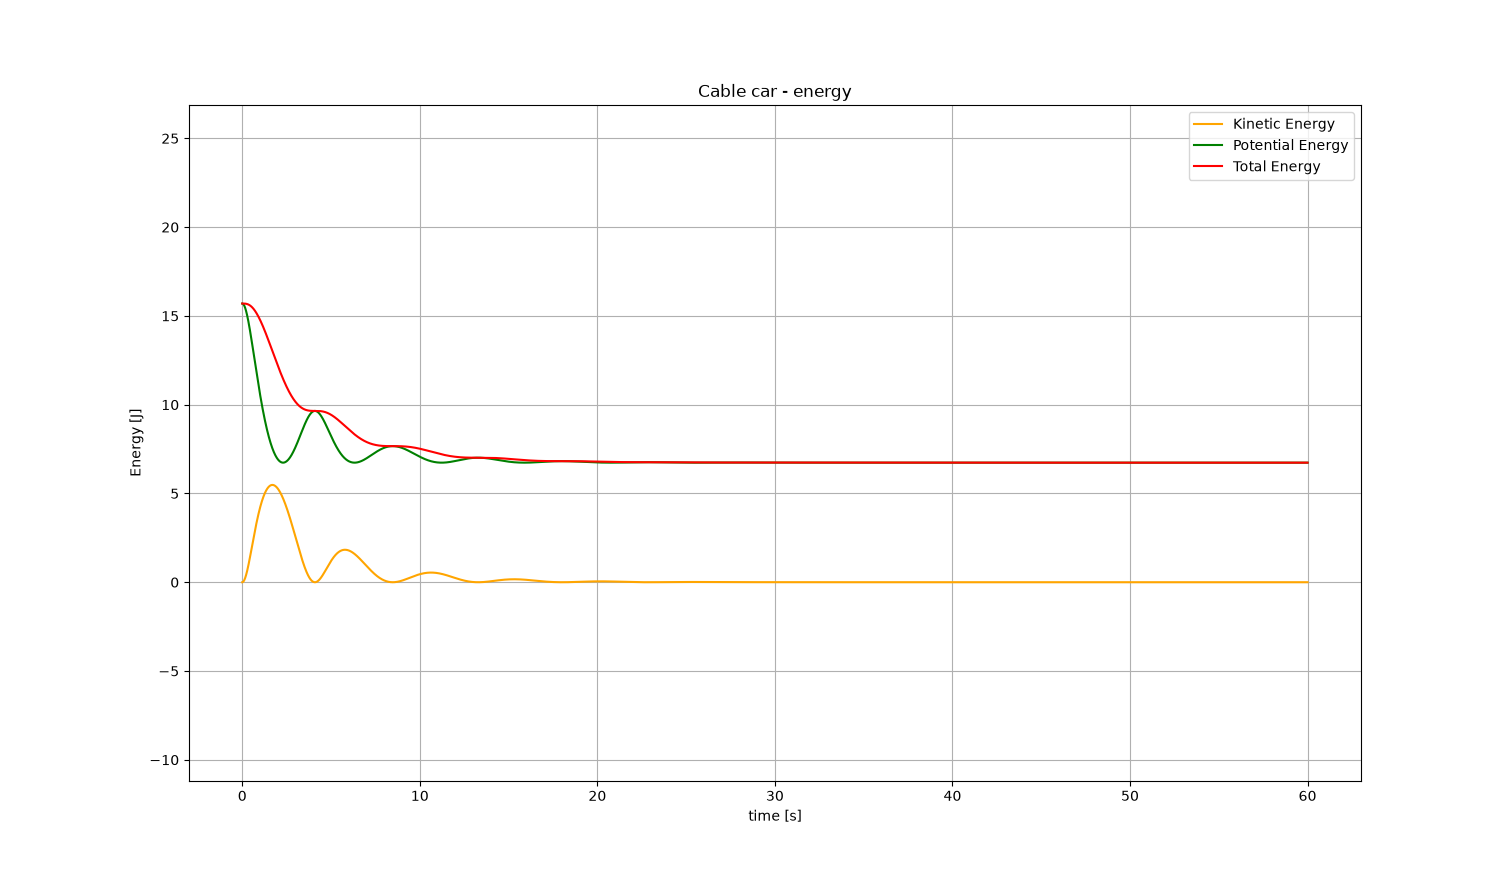 Cable car - energy
Kinetic Energy
Potential Energy
Total Energy
Energy [J]
25
20
15
10
5
0
−5
−10
0 10 20 30 40 50 60
time [s]